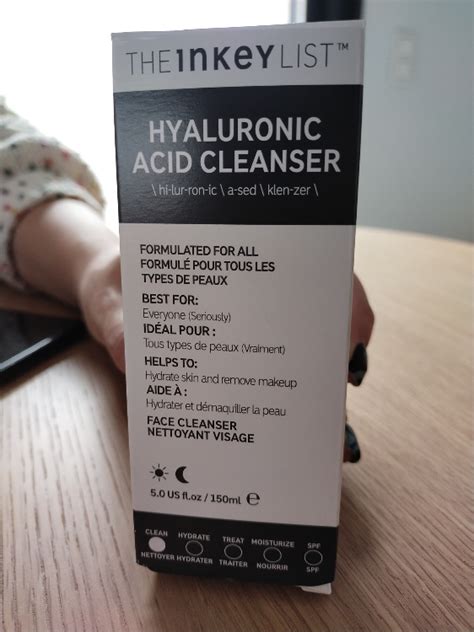 THE INKEY LIST™
HYALURONIC
ACID CLEANSER
\ hi-lur-ron-ic \ a-sed \ klen-zer \
FORMULATED FOR ALL
FORMULÉ POUR TOUS LES
TYPES DE PEAUX
BEST FOR:
Everyone (Seriously)
IDÉAL POUR :
Tous types de peaux (Vraiment)
HELPS TO:
Hydrate skin and remove makeup
AIDE À :
Hydrater et démaquiller la peau
FACE CLEANSER
NETTOYANT VISAGE
5.0 US fl.oz / 150ml ℮
CLEAN HYDRATE TREAT MOISTURIZE SPF
NETTOYER HYDRATER TRAITER NOURRIR SPF